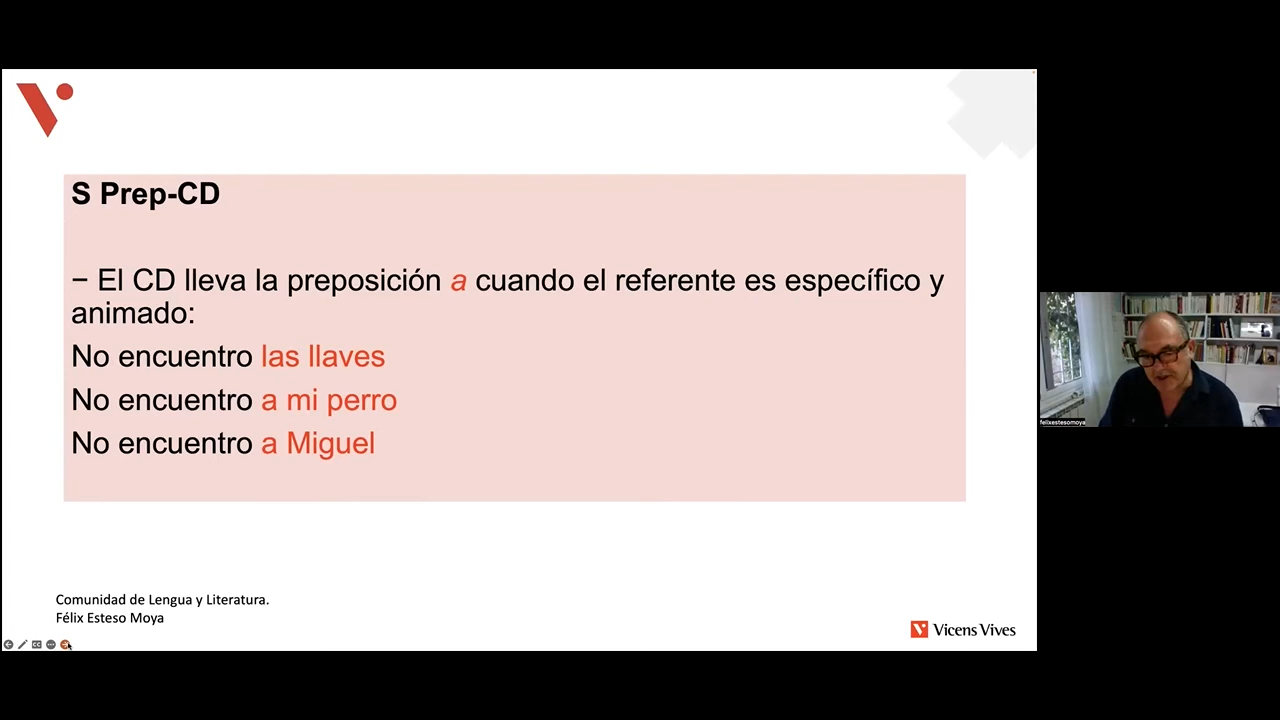 S Prep-CD
– El CD lleva la preposición a cuando el referente es específico y
animado:
No encuentro las llaves
No encuentro a mi perro
No encuentro a Miguel
Comunidad de Lengua y Literatura.
Félix Esteso Moya
Vicens Vives
felixestesomoya